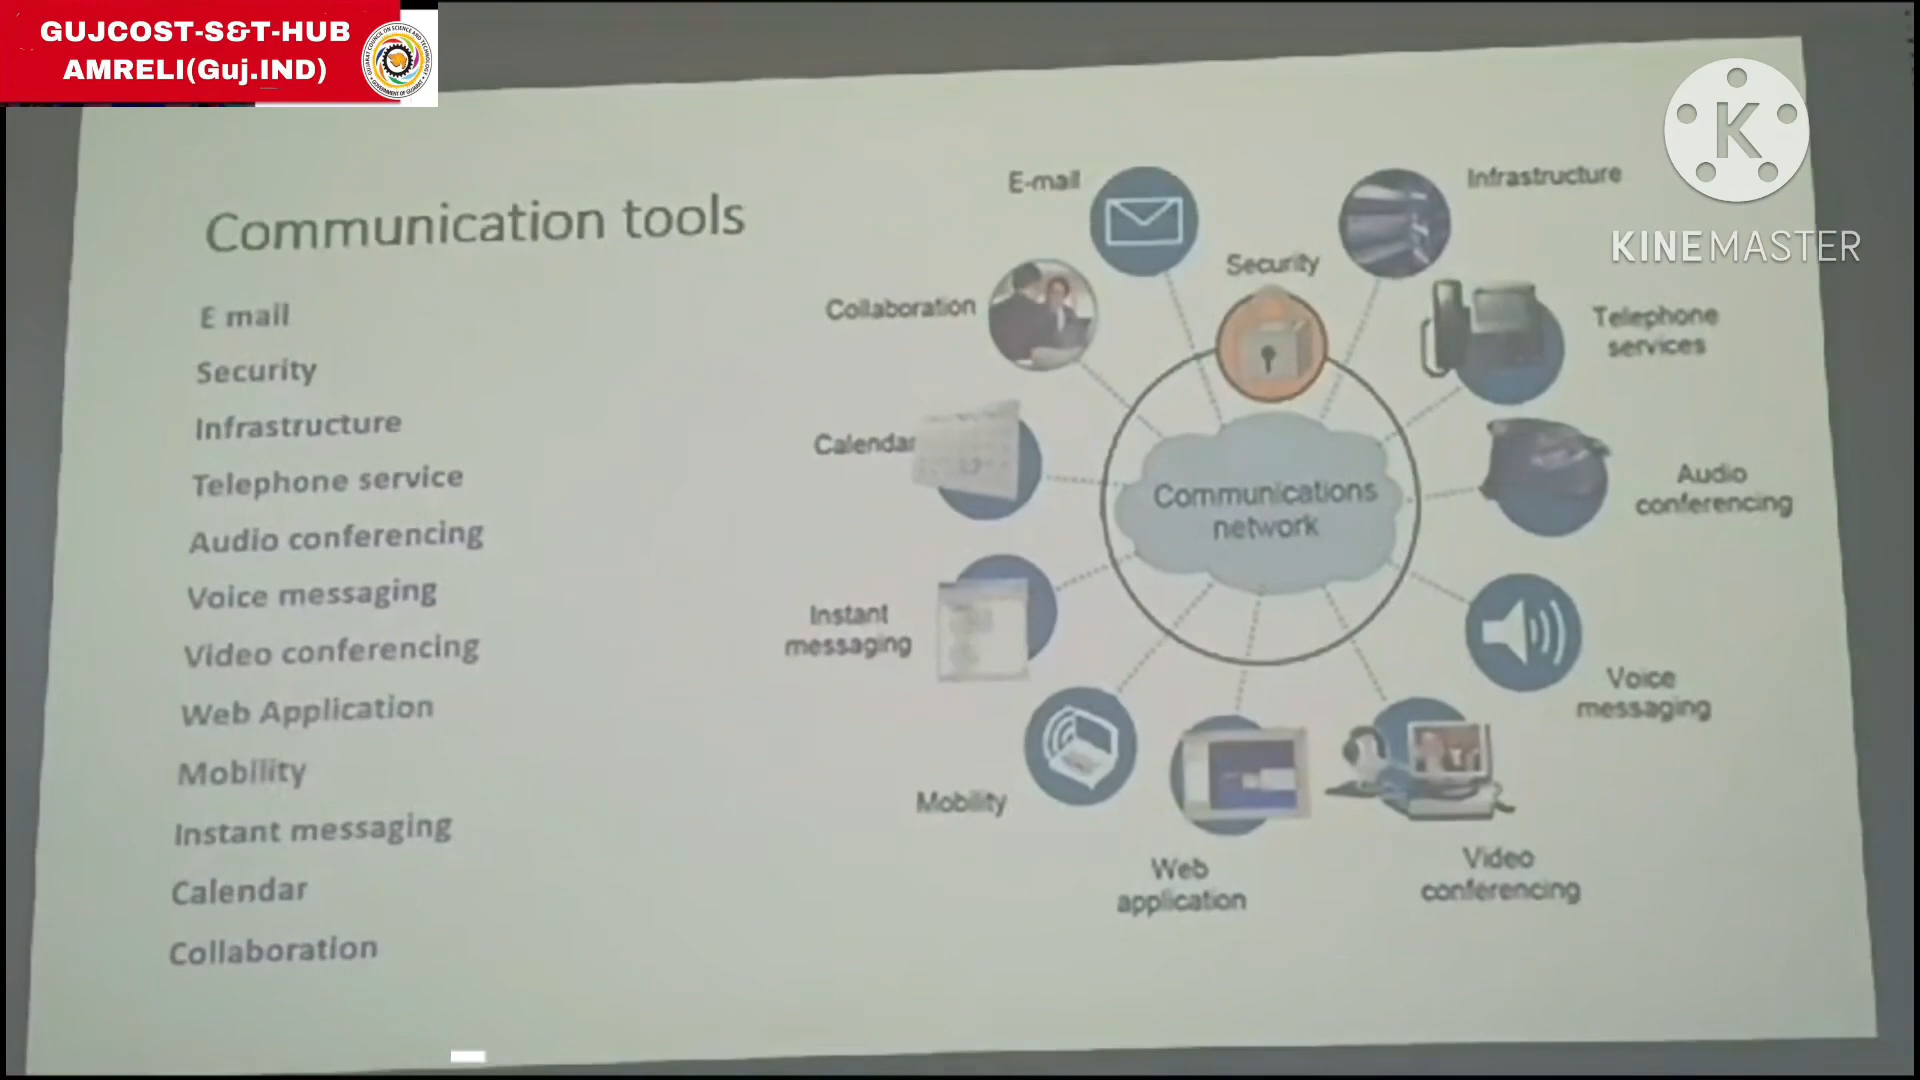 GUJCOST-S&T-HUB
AMRELI(Guj.IND)
K
KINEMASTER
Communication tools
E mail
Security
Infrastructure
Telephone service
Audio conferencing
Voice messaging
Video conferencing
Web Application
Mobility
Instant messaging
Calendar
Collaboration
E-mail
Infrastructure
Security
Collaboration
Telephone
services
Calendar
Audio
conferencing
Communications
network
Instant
messaging
Voice
messaging
Mobility
Web
application
Video
conferencing